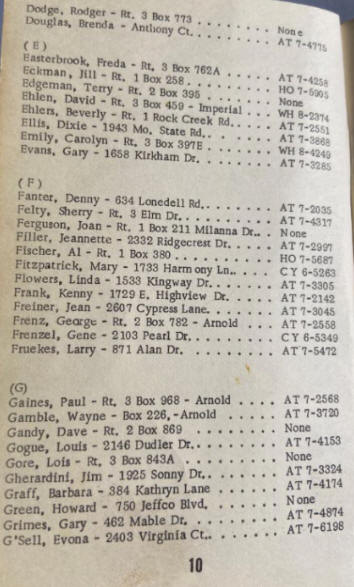 Dodge, Rodger - Rt. 3 Box 773 . . . . . . None
Douglas, Brenda - Anthony Ct. . . . . . . AT 7-4775
(E)
Easterbrook, Freda - Rt. 3 Box 762A . . . . . . AT 7-4258
Eckman, Jill - Rt. 1 Box 258 . . . . . . . HO 7-5905
Edgeman, Terry - Rt. 2 Box 395 . . . . . . None
Ehlen, David - Rt. 3 Box 459 - Imperial . . . . WH 8-2374
Ehlers, Beverly - Rt. 1 Rock Creek Rd. . . . . AT 7-2551
Ellis, Dixie - 1943 Mo. State Rd. . . . . . AT 7-3868
Emily, Carolyn - Rt. 3 Box 397E . . . . . . WH 8-4249
Evans, Gary - 1658 Kirkham Dr. . . . . . . AT 7-3285
(F)
Fanter, Denny - 634 Lonedell Rd. . . . . . . AT 7-2035
Felty, Sherry - Rt. 3 Elm Dr. . . . . . . . AT 7-4317
Ferguson, Joan - Rt. 1 Box 211 Milanna Dr. . . None
Filler, Jeannette - 2332 Ridgecrest Dr. . . . . AT 7-2997
Fischer, Al - Rt. 1 Box 380 . . . . . . . . HO 7-5687
Fitzpatrick, Mary - 1733 Harmony Ln. . . . . CY 6-5263
Flowers, Linda - 1533 Kingway Dr. . . . . . AT 7-3305
Frank, Kenny - 1729 E. Highview Dr. . . . . AT 7-2142
Freiner, Jean - 2607 Cypress Lane. . . . . . AT 7-3045
Frenz, George - Rt. 2 Box 782 - Arnold . . . . AT 7-2558
Frenzel, Gene - 2103 Pearl Dr. . . . . . . . CY 6-5349
Fruekes, Larry - 871 Alan Dr. . . . . . . . AT 7-5472
(G)
Gaines, Paul - Rt. 3 Box 968 - Arnold . . . . AT 7-2568
Gamble, Wayne - Box 226, -Arnold . . . . . AT 7-3720
Gandy, Dave - Rt. 2 Box 869 . . . . . . . None
Gogue, Louis - 2146 Dudler Dr. . . . . . . AT 7-4153
Gore, Lois - Rt. 3 Box 843A . . . . . . . . None
Gherardini, Jim - 1925 Sonny Dr. . . . . . . AT 7-3324
Graff, Barbara - 384 Kathryn Lane . . . . . . AT 7-4174
Green, Howard - 750 Jeffco Blvd. . . . . . . None
Grimes, Gary - 462 Mable Dr. . . . . . . . AT 7-4874
G'Sell, Evona - 2403 Virginia Ct. . . . . . . AT 7-6198
10